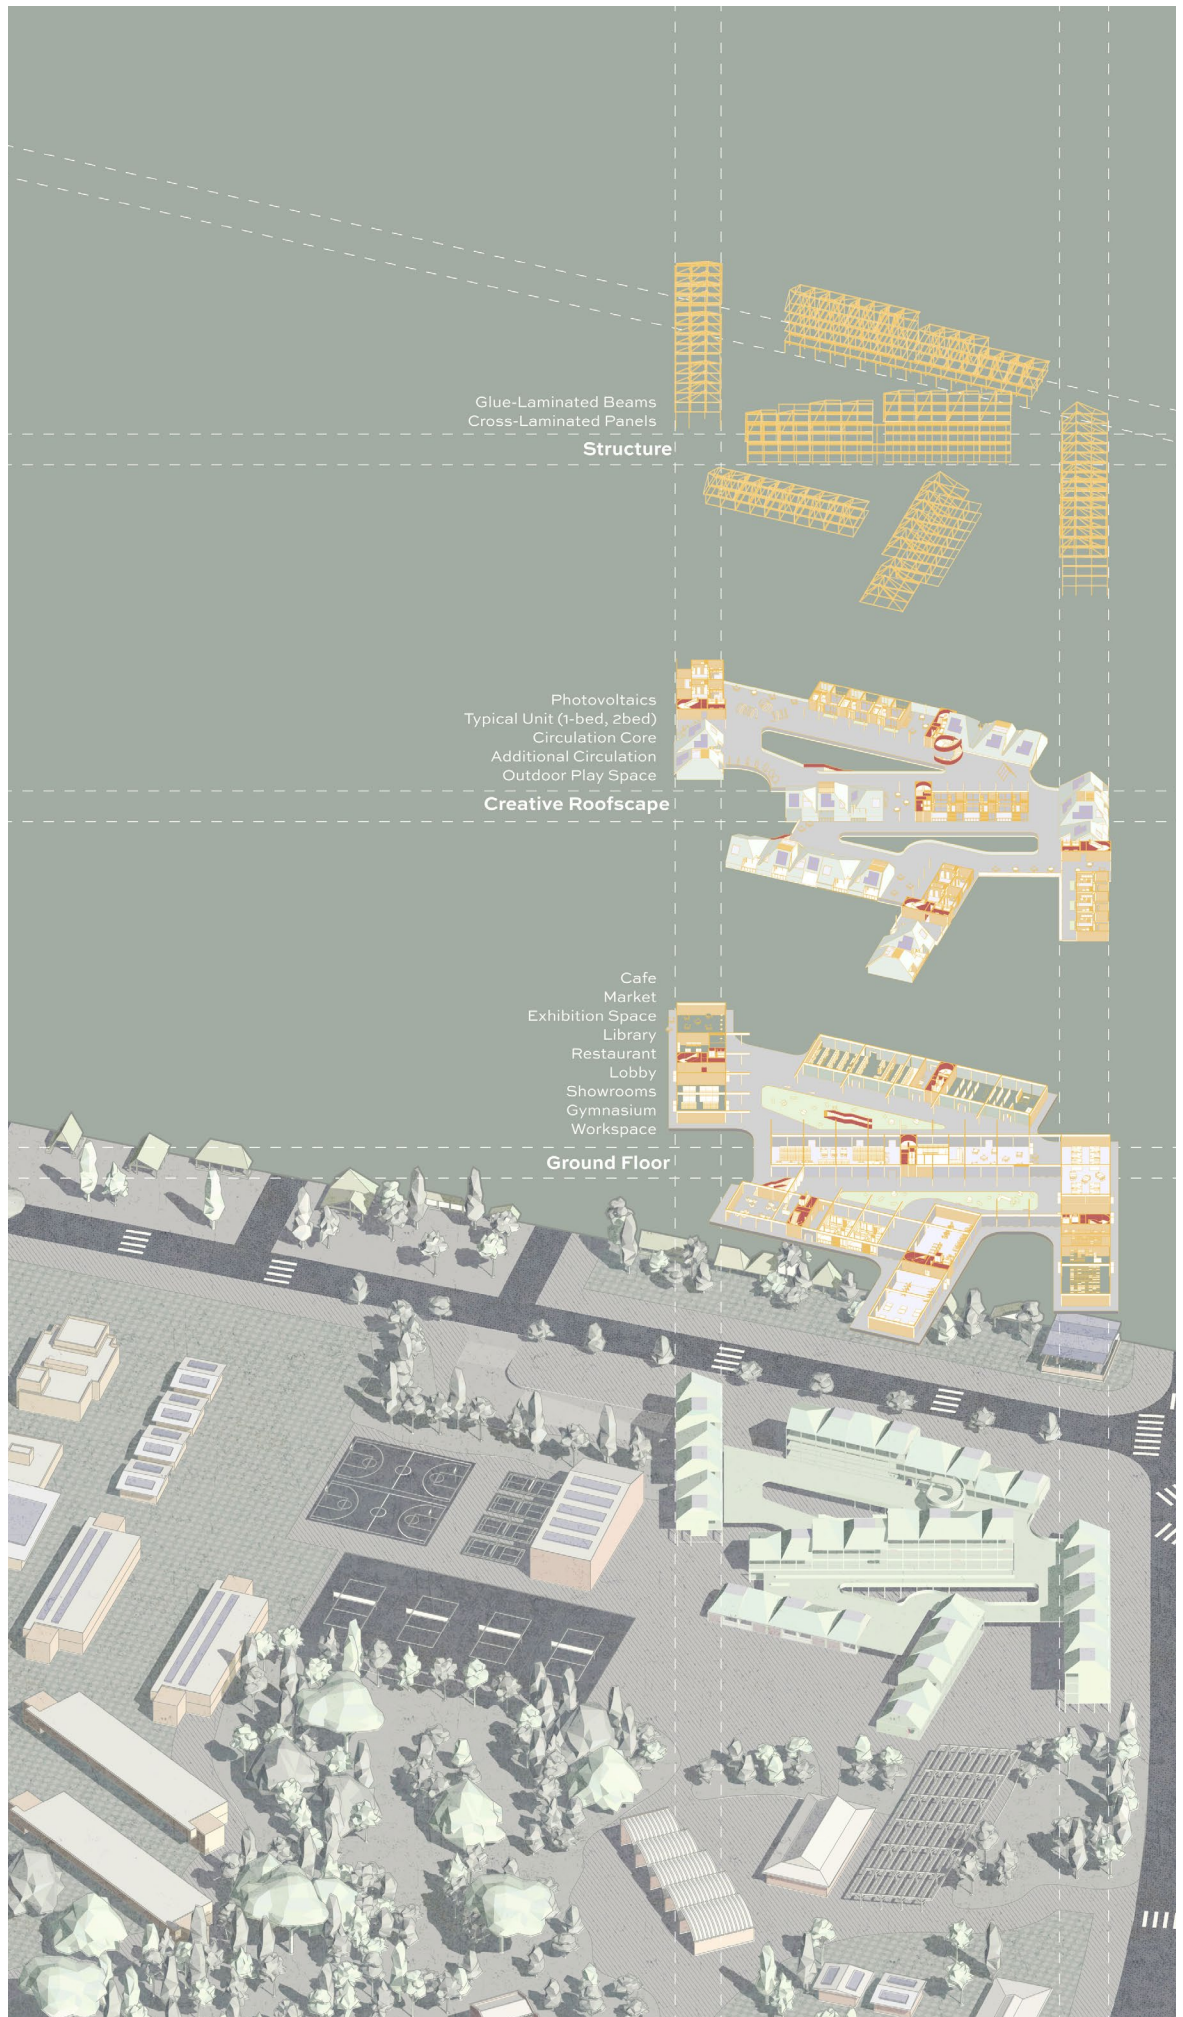 Glue-Laminated Beams
Cross-Laminated Panels
Structure
Photovoltaics
Typical Unit (1-bed, 2bed)
Circulation Core
Additional Circulation
Outdoor Play Space
Creative Roofscape
Cafe
Market
Exhibition Space
Library
Restaurant
Lobby
Showrooms
Gymnasium
Workspace
Ground Floor